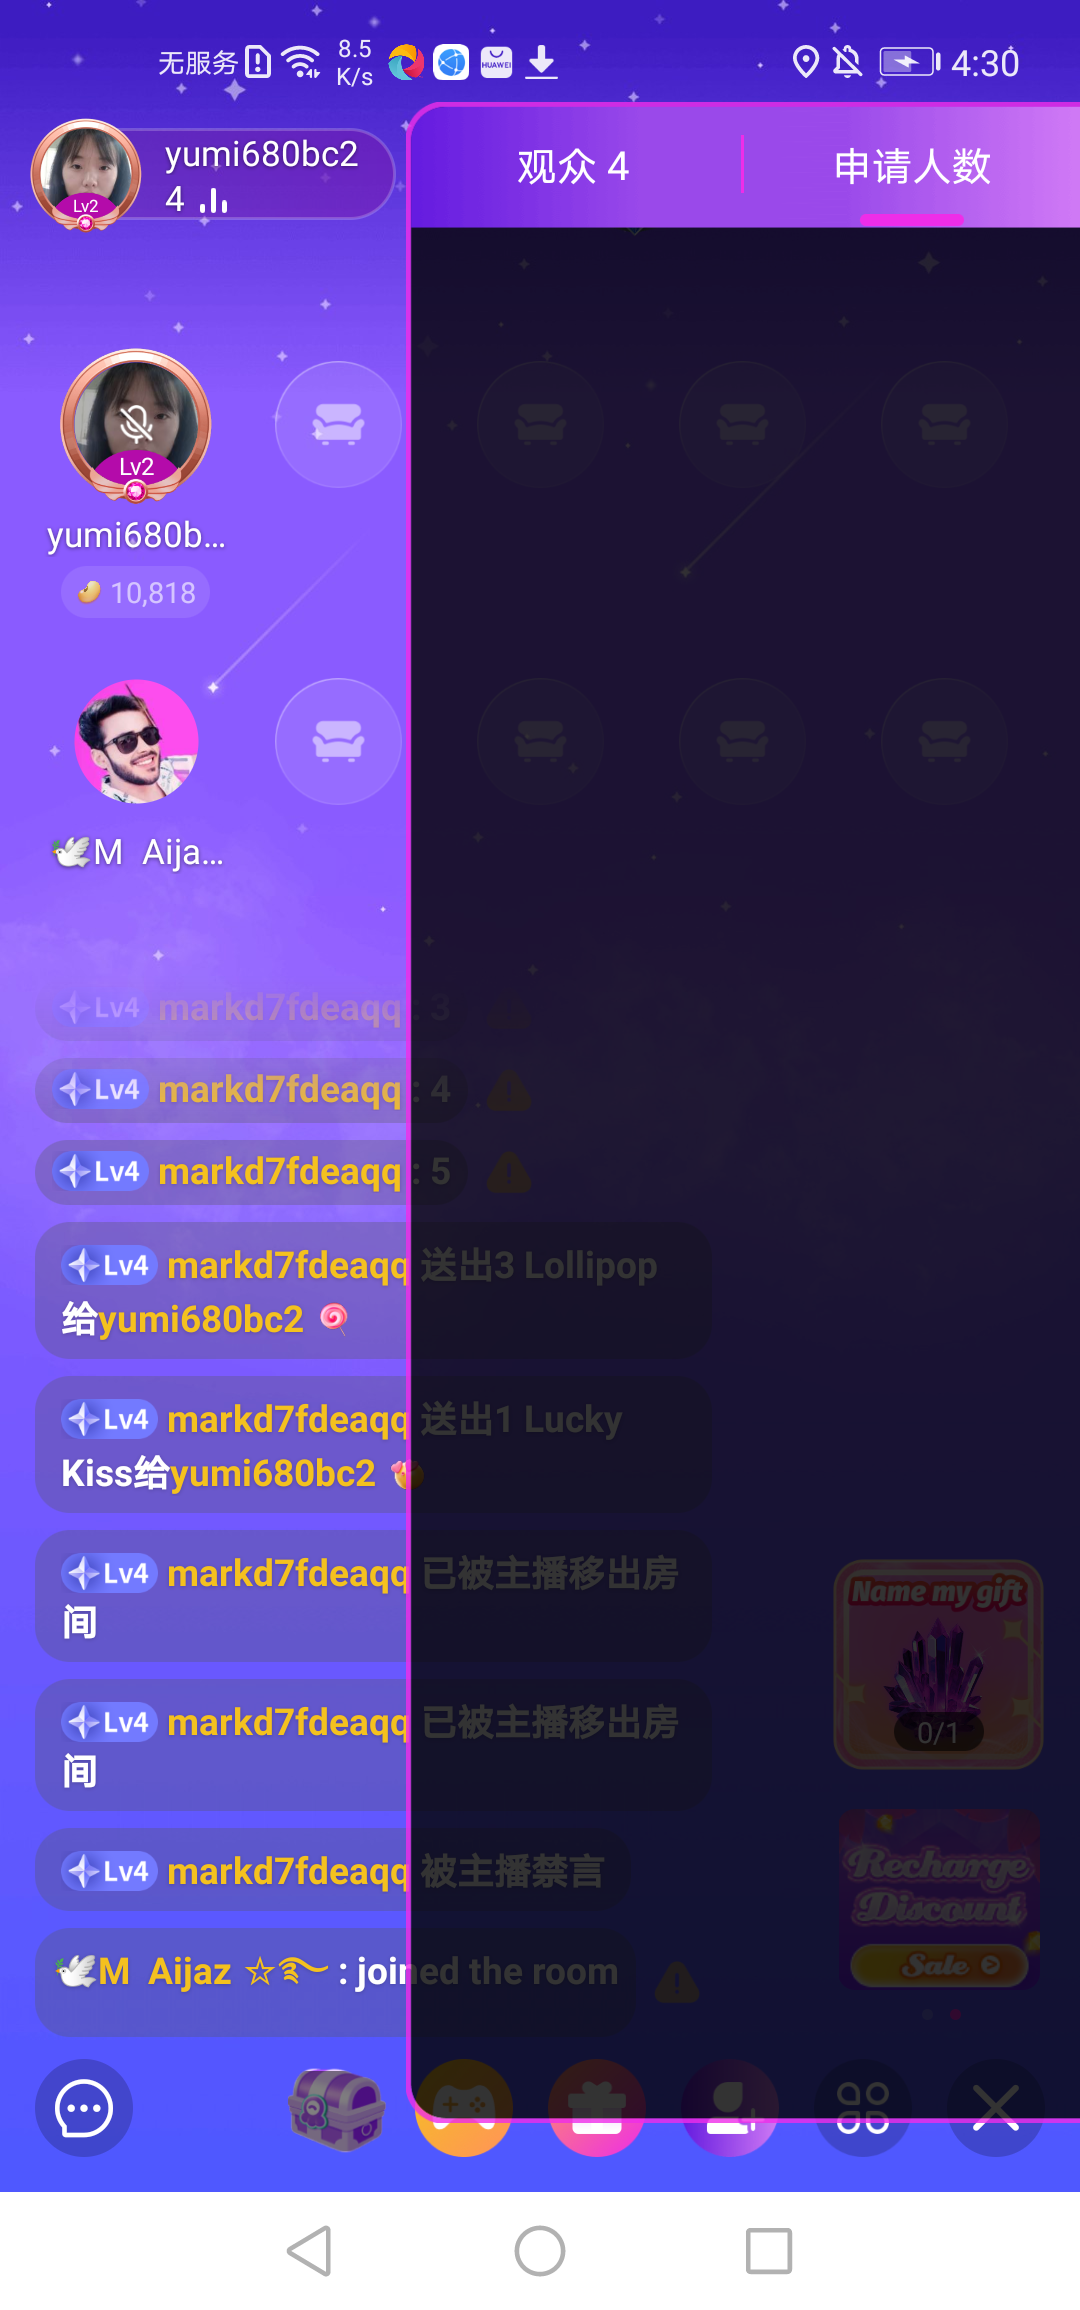 无服务
8.5
K/s
HUAWEI
4:30
yumi680bc2
4
Lv2
观众 4
申请人数
Lv2
yumi680b...
10,818
🕊M Aija...
Lv4 markd7fdeaqq : 3
Lv4 markd7fdeaqq : 4
Lv4 markd7fdeaqq : 5
Lv4 markd7fdeaqq 送出3 Lollipop
给yumi680bc2 🍭
Lv4 markd7fdeaqq 送出1 Lucky
Kiss给yumi680bc2
Lv4 markd7fdeaqq 已被主播移出房
间
Lv4 markd7fdeaqq 已被主播移出房
间
Lv4 markd7fdeaqq 被主播禁言
🕊M Aijaz ☆࿐ : joined the room
Name my gift
0/1
Recharge
Discount
Sale